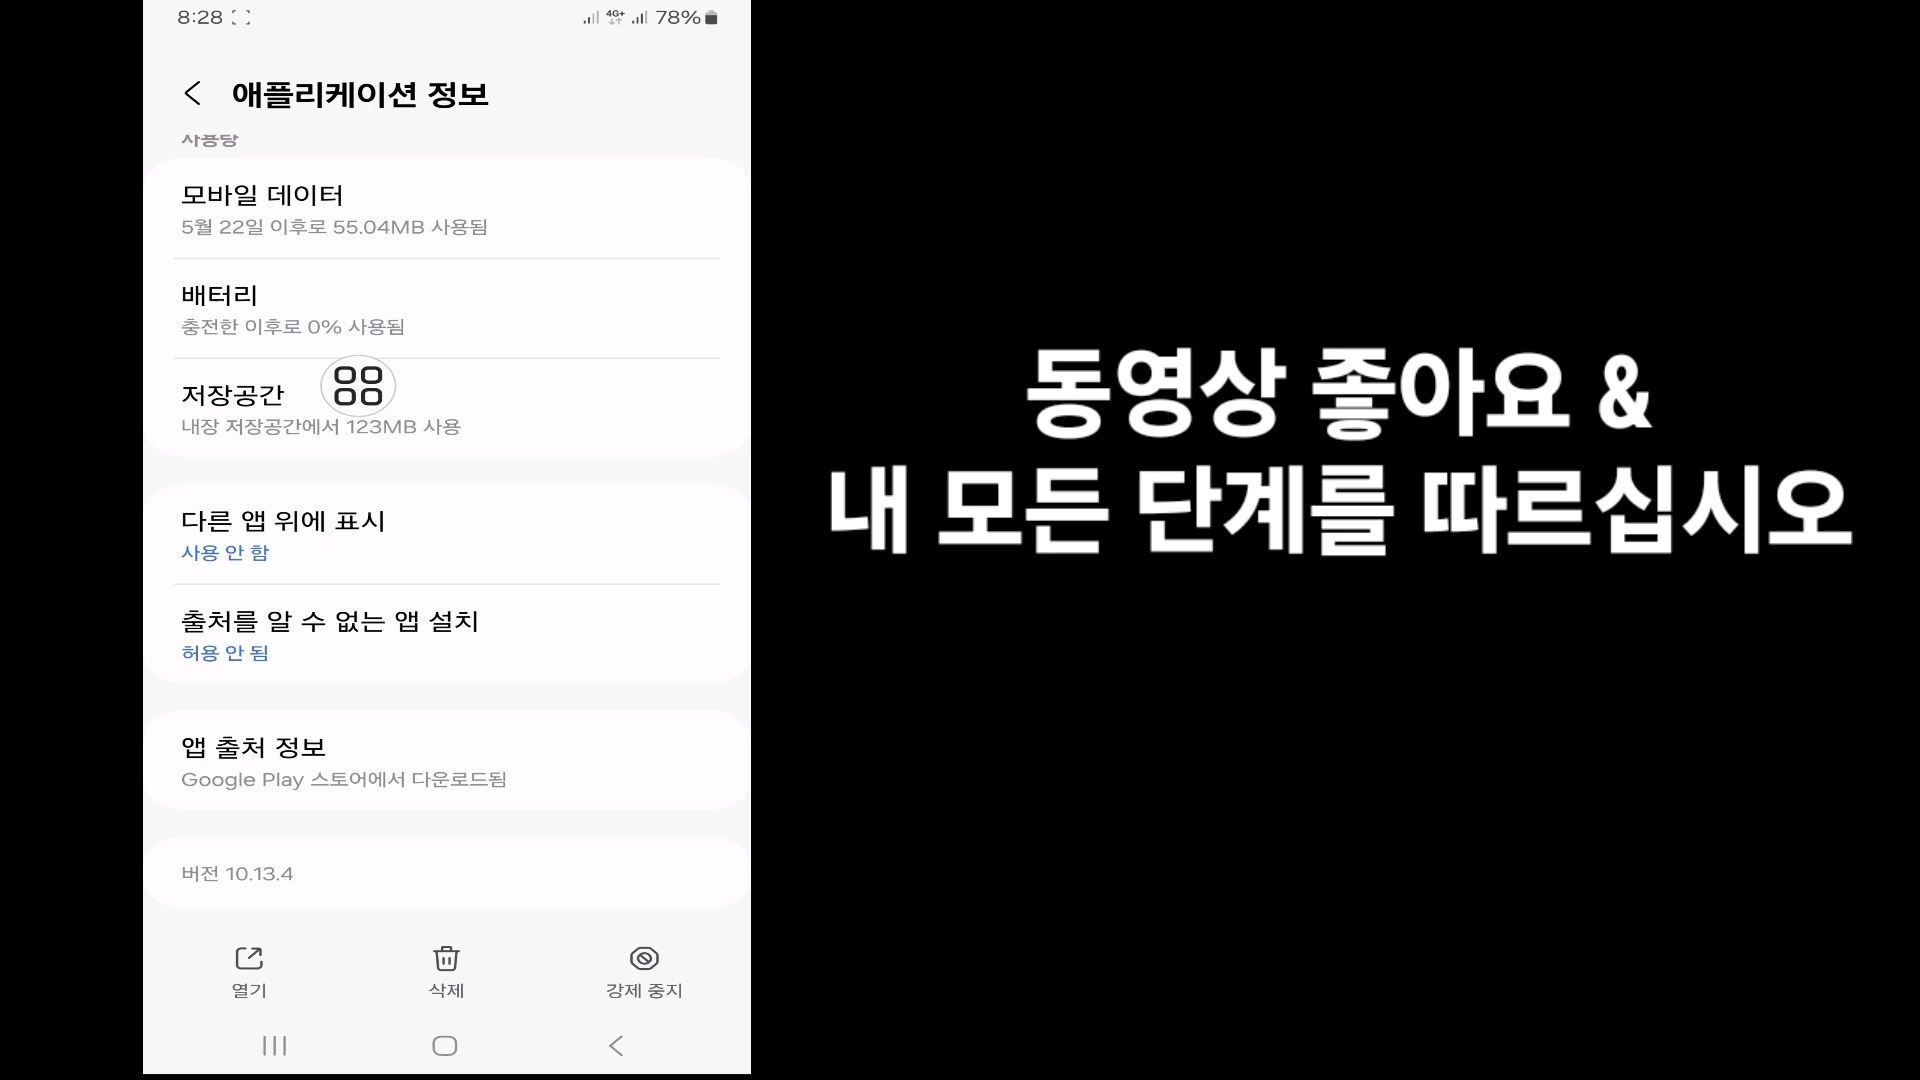 8:28
4G+
78%
애플리케이션 정보
모바일 데이터
5월 22일 이후로 55.04MB 사용됨
배터리
충전한 이후로 0% 사용됨
저장공간
내장 저장공간에서 123MB 사용
다른 앱 위에 표시
사용 안 함
출처를 알 수 없는 앱 설치
허용 안 됨
앱 출처 정보
Google Play 스토어에서 다운로드됨
버전 10.13.4
열기
삭제
강제 중지
동영상 좋아요 &
내 모든 단계를 따르십시오